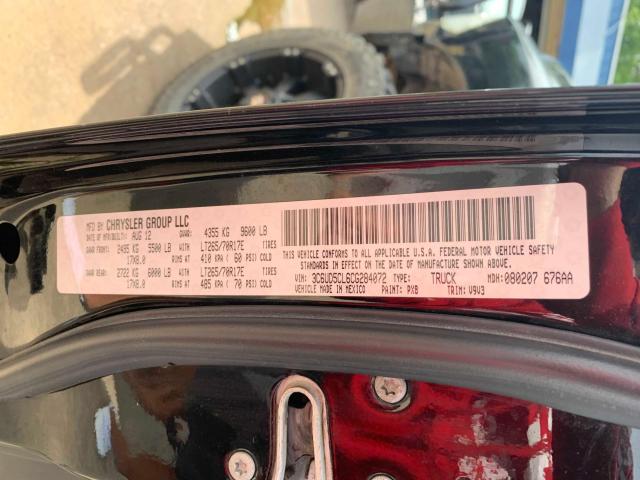 MFD BY CHRYSLER GROUP LLC
DATE OF MFR AUG 12 GVWR: 4355 KG 9600 LB
GAWR FRONT: 2495 KG 5500 LB WITH LT265/70R17E TIRES
17X8.0 RIMS AT 410 KPA (60 PSI) COLD
GAWR REAR: 2722 KG 6000 LB WITH LT265/70R17E TIRES
17X8.0 RIMS AT 485 KPA (70 PSI) COLD
THIS VEHICLE CONFORMS TO ALL APPLICABLE U.S.A. FEDERAL MOTOR VEHICLE SAFETY
STANDARDS IN EFFECT ON THE DATE OF MANUFACTURE SHOWN ABOVE.
VIN: 3C6UD5CL6CG284072 TYPE: TRUCK MDH: 080207 676AA
VEHICLE MADE IN MEXICO PAINT: PX8 TRIM: V9V3